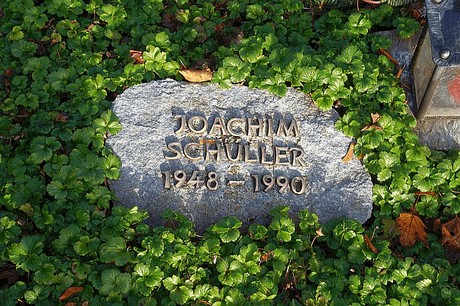 JOACHIM
SCHÜLLER
1948 - 1990